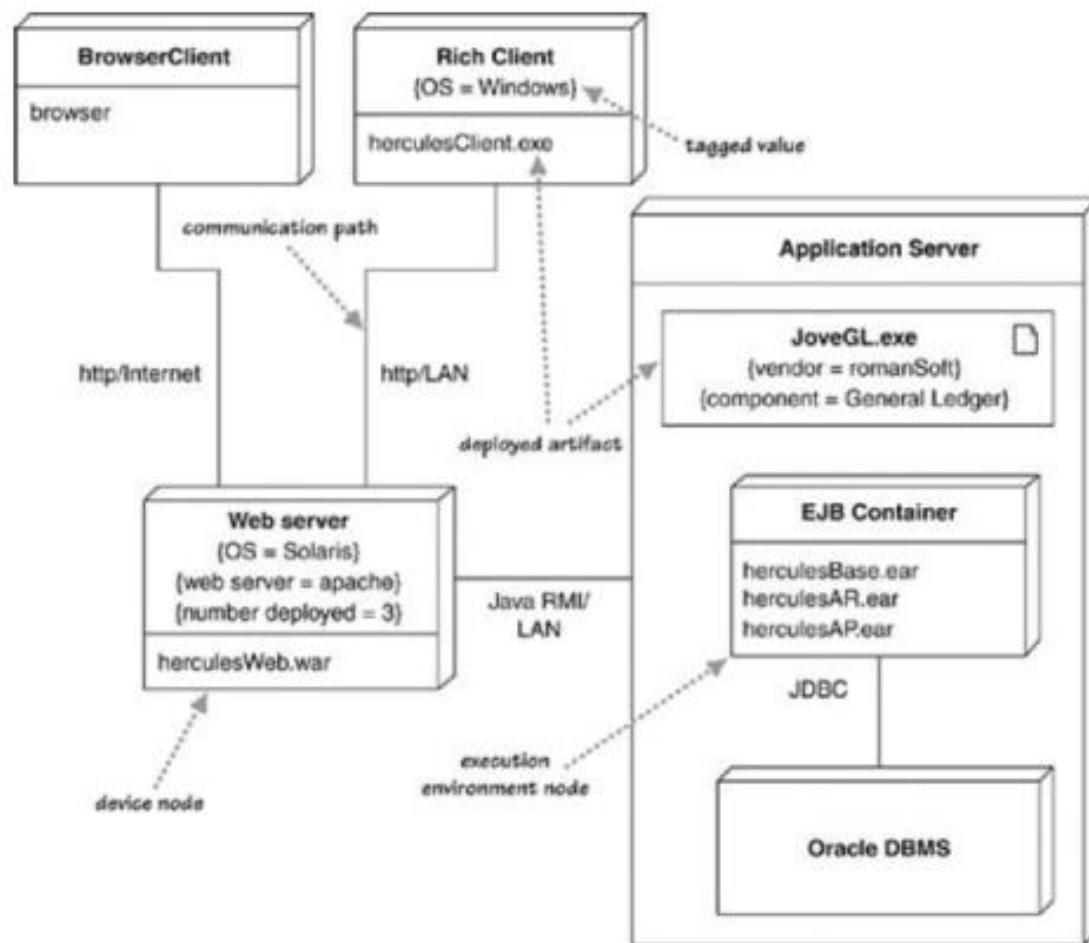 BrowserClient
browser
Rich Client
{OS = Windows}
herculesClient.exe
tagged value
communication path
http/Internet
http/LAN
deployed artifact
Application Server
JoveGL.exe
{vendor = romanSoft}
{component = General Ledger}
Web server
{OS = Solaris}
{web server = apache}
{number deployed = 3}
herculesWeb.war
Java RMI/
LAN
EJB Container
herculesBase.ear
herculesAR.ear
herculesAP.ear
JDBC
device node
execution
environment node
Oracle DBMS